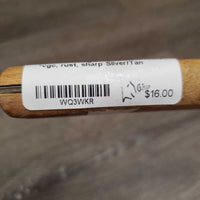 rust, sharp Silver/Tan
WQ3WKR
$16.00